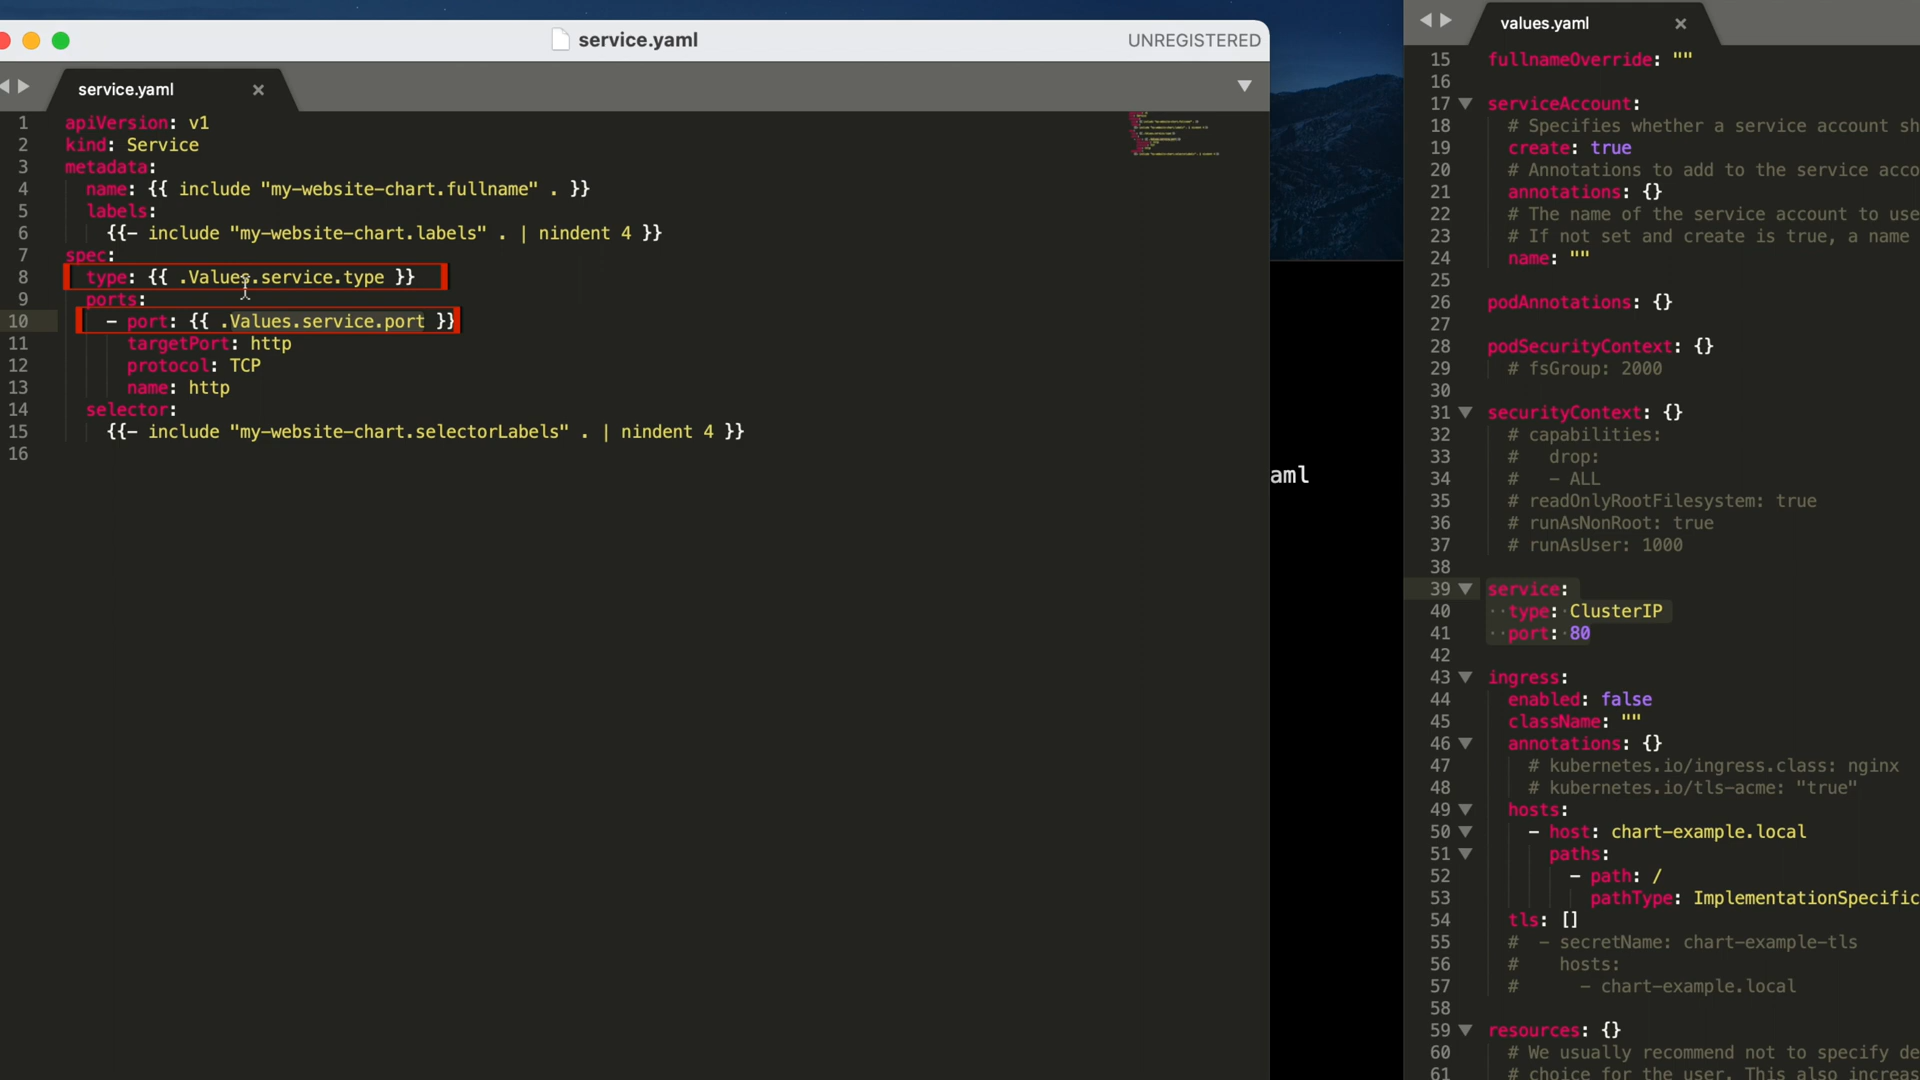 service.yaml
UNREGISTERED
service.yaml
1 apiVersion: v1
2 kind: Service
3 metadata:
4   name: {{ include "my-website-chart.fullname" . }}
5   labels:
6     {{- include "my-website-chart.labels" . | nindent 4 }}
7 spec:
8   type: {{ .Values.service.type }}
9   ports:
10     - port: {{ .Values.service.port }}
11       targetPort: http
12       protocol: TCP
13       name: http
14   selector:
15     {{- include "my-website-chart.selectorLabels" . | nindent 4 }}
16
aml
values.yaml
15 fullnameOverride: ""
16
17 serviceAccount:
18   # Specifies whether a service account sh
19   create: true
20   # Annotations to add to the service acco
21   annotations: {}
22   # The name of the service account to use
23   # If not set and create is true, a name
24   name: ""
25
26 podAnnotations: {}
27
28 podSecurityContext: {}
29   # fsGroup: 2000
30
31 securityContext: {}
32   # capabilities:
33   #   drop:
34   #   - ALL
35   # readOnlyRootFilesystem: true
36   # runAsNonRoot: true
37   # runAsUser: 1000
38
39 service:
40   type: ClusterIP
41   port: 80
42
43 ingress:
44   enabled: false
45   className: ""
46   annotations: {}
47     # kubernetes.io/ingress.class: nginx
48     # kubernetes.io/tls-acme: "true"
49   hosts:
50     - host: chart-example.local
51       paths:
52         - path: /
53           pathType: ImplementationSpecific
54   tls: []
55   #  - secretName: chart-example-tls
56   #    hosts:
57   #      - chart-example.local
58
59 resources: {}
60   # We usually recommend not to specify de
61   # choice for the user. This also increas